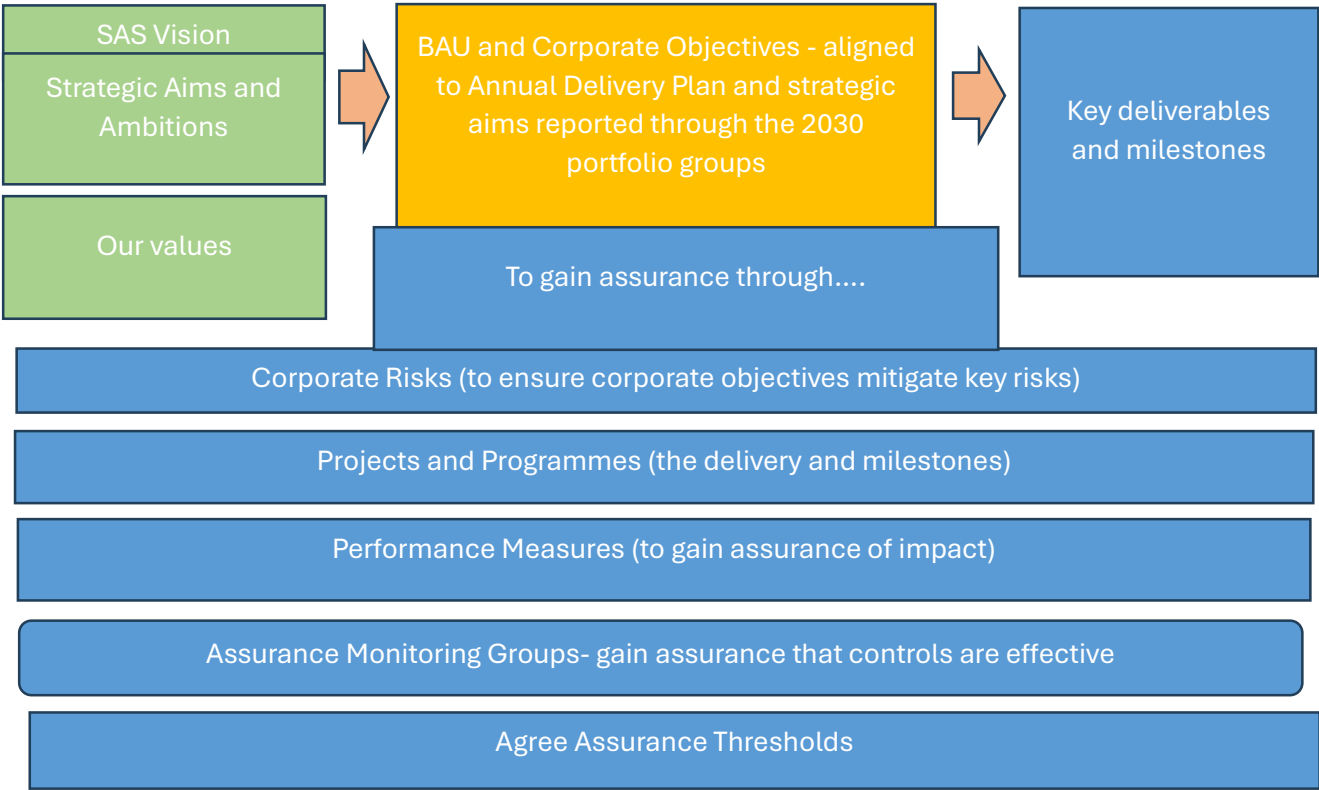 SAS Vision
Strategic Aims and
Ambitions
Our values
BAU and Corporate Objectives - aligned
to Annual Delivery Plan and strategic
aims reported through the 2030
portfolio groups
Key deliverables
and milestones
To gain assurance through....
Corporate Risks (to ensure corporate objectives mitigate key risks)
Projects and Programmes (the delivery and milestones)
Performance Measures (to gain assurance of impact)
Assurance Monitoring Groups- gain assurance that controls are effective
Agree Assurance Thresholds